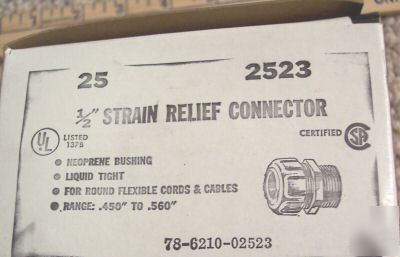 25 2523
½" STRAIN RELIEF CONNECTOR
UL LISTED 137B
CERTIFIED SA
NEOPRENE BUSHING
LIQUID TIGHT
FOR ROUND FLEXIBLE CORDS & CABLES
RANGE: .450" TO .560"
78-6210-02523